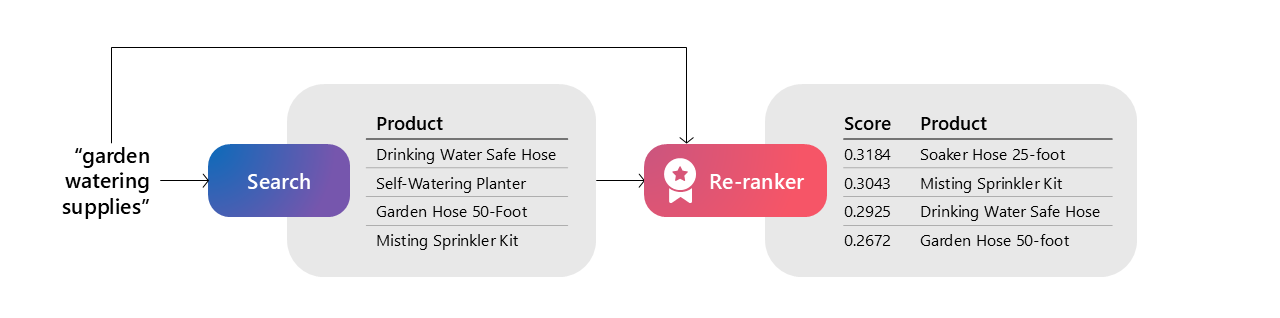 “garden
watering
supplies”
Search
Product
Drinking Water Safe Hose
Self-Watering Planter
Garden Hose 50-Foot
Misting Sprinkler Kit
Re-ranker
Score Product
0.3184 Soaker Hose 25-foot
0.3043 Misting Sprinkler Kit
0.2925 Drinking Water Safe Hose
0.2672 Garden Hose 50-foot